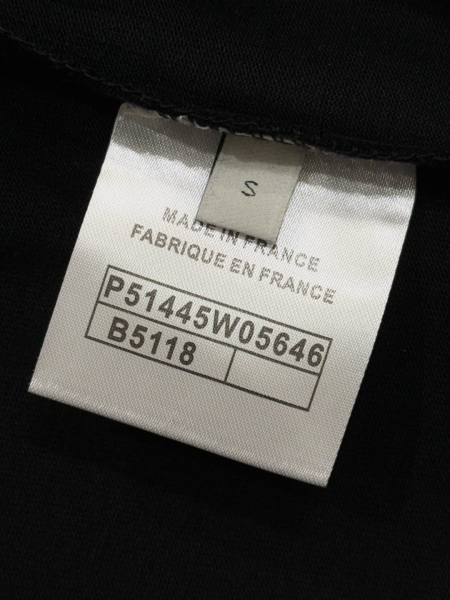 S
MADE IN FRANCE
FABRIQUE EN FRANCE
P51445W05646
B5118